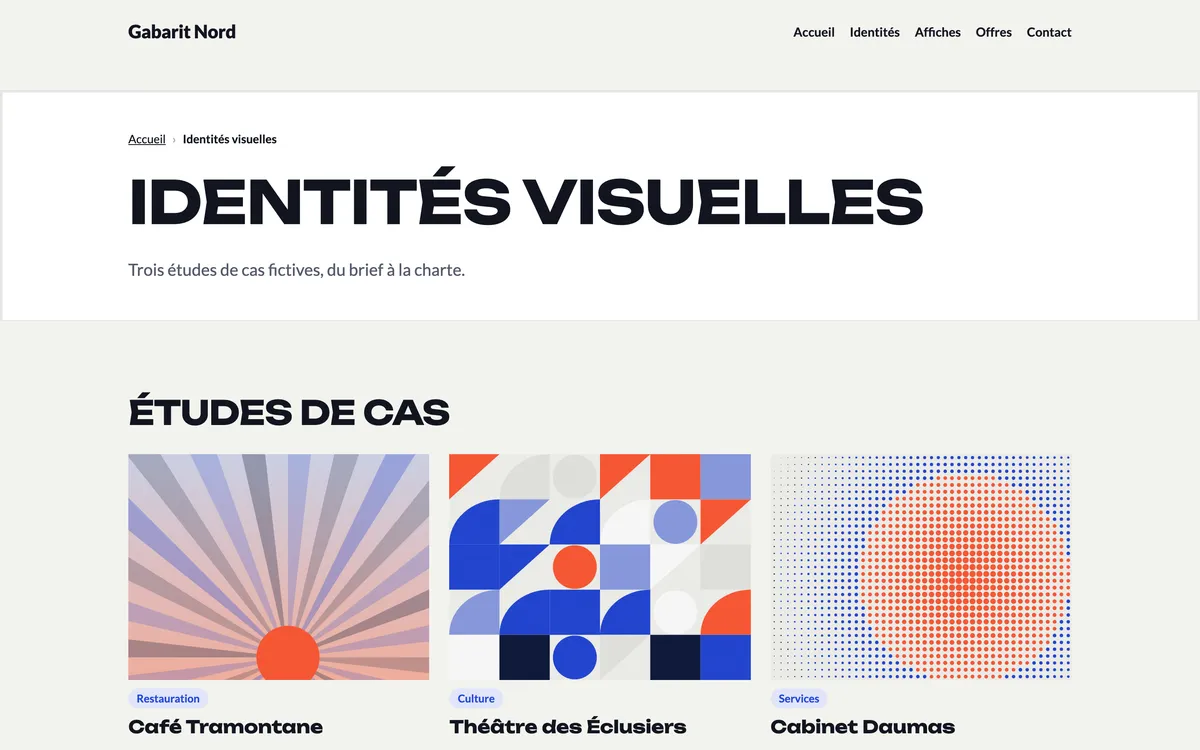 Gabarit Nord
Accueil Identités Affiches Offres Contact
Accueil › Identités visuelles
IDENTITÉS VISUELLES
Trois études de cas fictives, du brief à la charte.
ÉTUDES DE CAS
Restauration
Café Tramontane
Culture
Théâtre des Éclusiers
Services
Cabinet Daumas